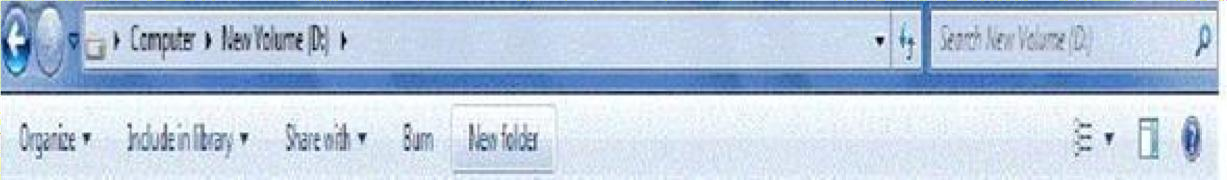 Computer New Volume (D:) Search New Volume (D:)
Organize Include in library Share with Burn New folder